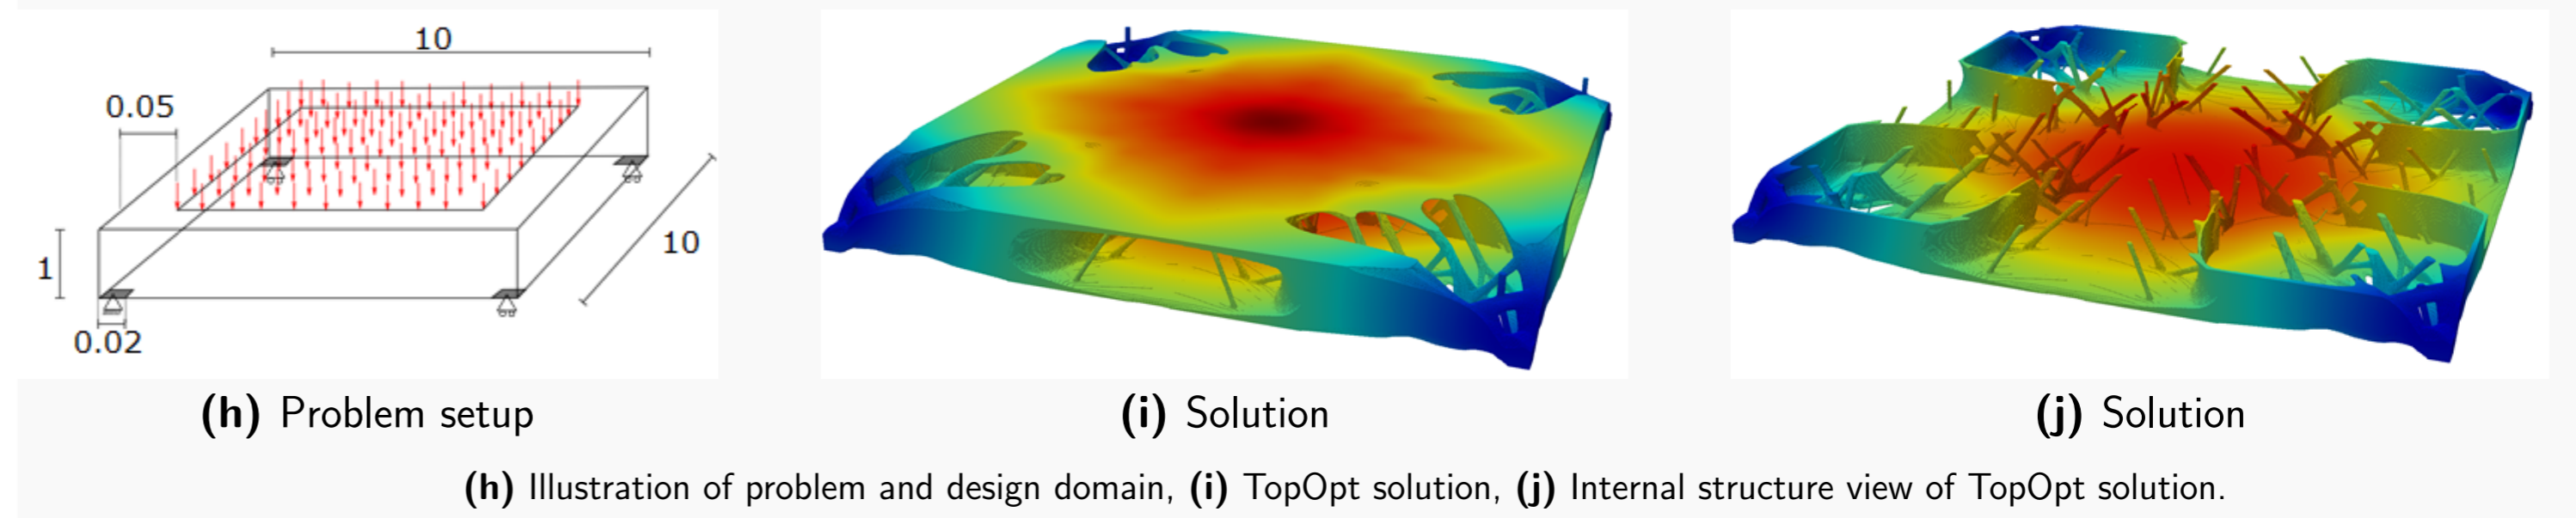 10
0.05
10
1
0.02
(h) Problem setup
(i) Solution
(j) Solution
(h) Illustration of problem and design domain, (i) TopOpt solution, (j) Internal structure view of TopOpt solution.